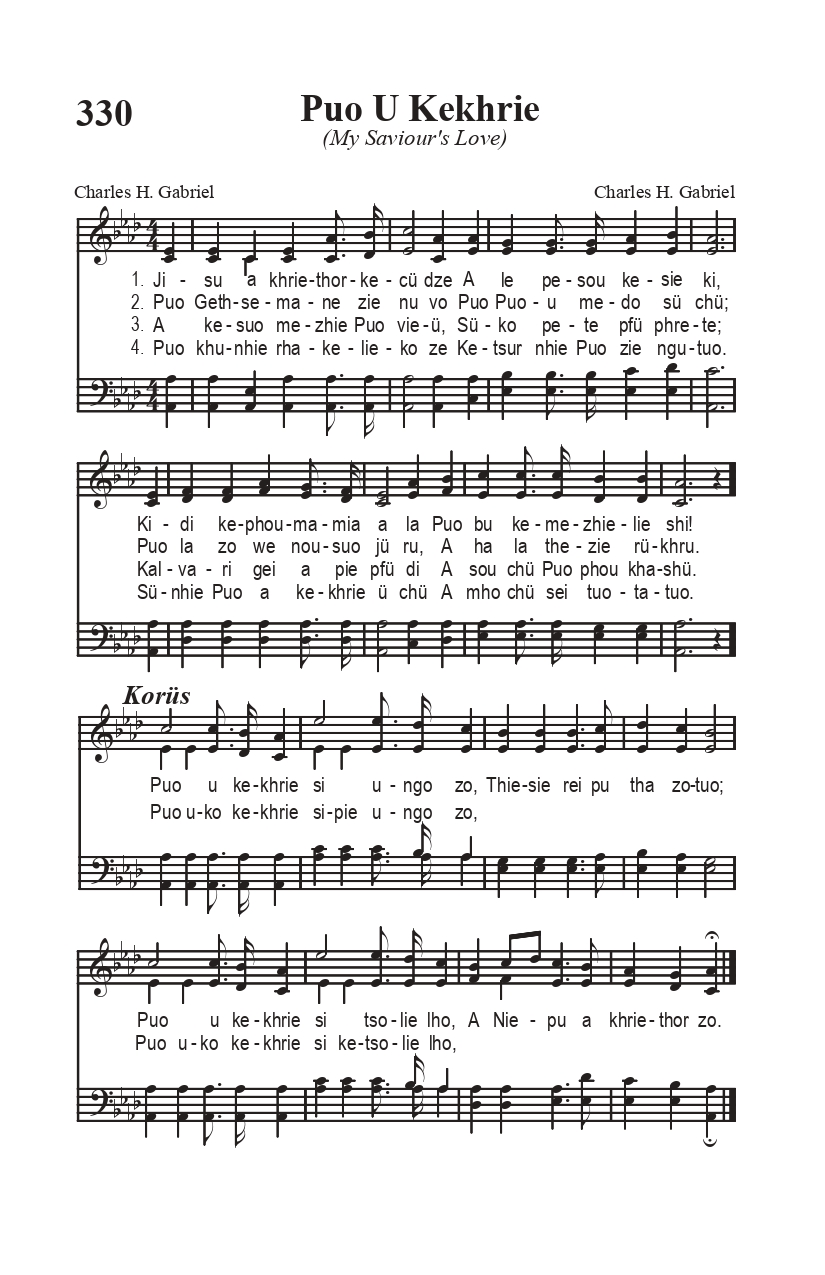 330
Puo U Kekhrie
(My Saviour's Love)
Charles H. Gabriel
Charles H. Gabriel
1. Ji - su a khrie-thor-ke-cü dze A le pe-sou ke-sie ki,
2. Puo Geth-se-ma-ne zie nu vo Puo Puo-u me-do sü chü;
3. A ke-suo me-zhie Puo vie-ü, Sü-ko pe-te pfü phre-te;
4. Puo khu-nhie rha-ke-lie-ko ze Ke-tsur nhie Puo zie ngu-tuo.
Ki-di ke-phou-ma-mia a la Puo bu ke-me-zhie-lie shi!
Puo la zo we nou-suo jü ru, A ha la the-zie rü-khru.
Kal-va-ri gei a pie pfü di A sou chü Puo phou kha-shü.
Sü-nhie Puo a ke-khrie ü chü A mho chü sei tuo-ta-tuo.
Korüs
Puo u ke-khrie si u-ngo zo, Thie-sie rei pu tha zo-tuo;
Puo u-ko ke-khrie si-pie u-ngo zo,
Puo u ke-khrie si tso-lie lho, A Nie-pu a khrie-thor zo.
Puo u-ko ke-khrie si ke-tso-lie lho,